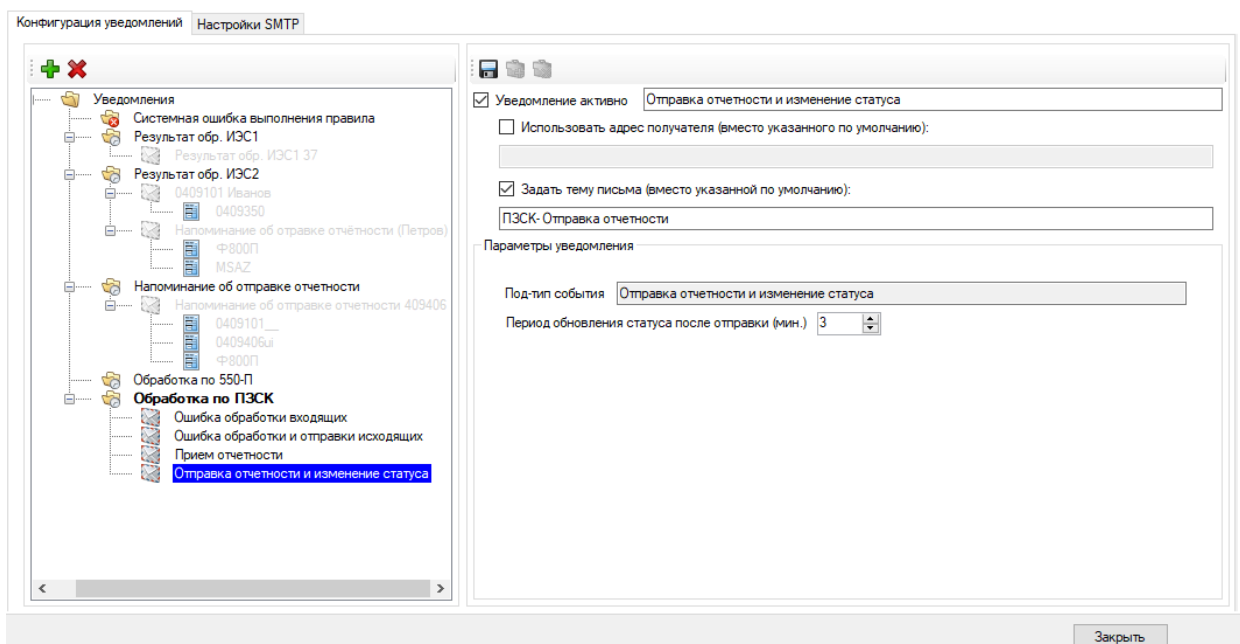 Конфигурация уведомлений
Настройки SMTP
Уведомления
Системная ошибка выполнения правила
Результат обр. ИЭС1
Результат обр. ИЭС1 37
Результат обр. ИЭС2
0409101 Иванов
0409350
Напоминание об отравке отчётности (Петров)
Ф800П
MSAZ
Напоминание об отправке отчетности
Напоминание об отправке отчетности 409406
0409101__
0409406ui
Ф800П
Обработка по 550-П
Обработка по ПЗСК
Ошибка обработки входящих
Ошибка обработки и отправки исходящих
Прием отчетности
Отправка отчетности и изменение статуса
Уведомление активно
Отправка отчетности и изменение статуса
Использовать адрес получателя (вместо указанного по умолчанию):
Задать тему письма (вместо указанной по умолчанию):
ПЗСК- Отправка отчетности
Параметры уведомления
Под-тип события
Отправка отчетности и изменение статуса
Период обновления статуса после отправки (мин.)
3
Закрыть